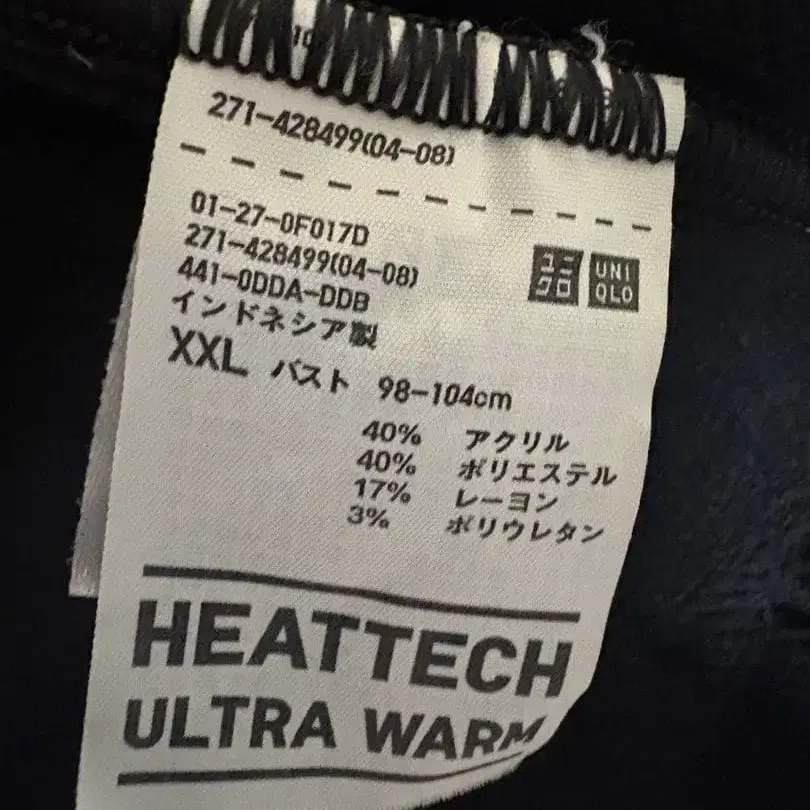 271-428499(04-08)
01-27-0F017D
271-428499(04-08)
441-0DDA-DDB
インドネシア製
ユニクロ
UNIQLO
XXL バスト 98-104cm
40% アクリル
40% ポリエステル
17% レーヨン
3% ポリウレタン
HEATTECH
ULTRA WARM